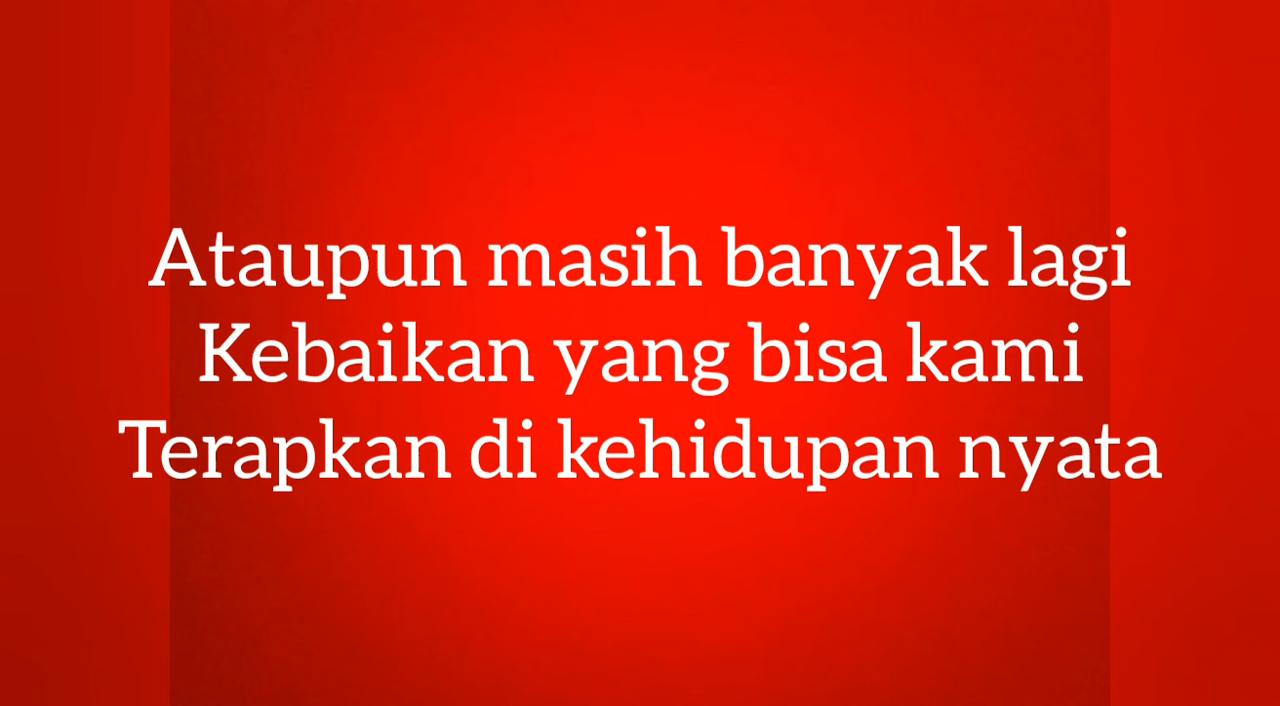 Ataupun masih banyak lagi
Kebaikan yang bisa kami
Terapkan di kehidupan nyata